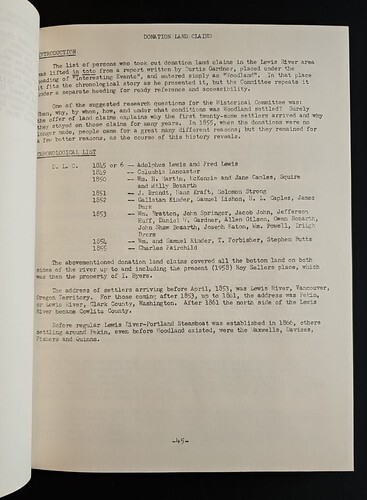 DONATION LAND CLAIMS
INTRODUCTION
The list of persons who took out donation land claims in the Lewis River area
was lifted in toto from a report written by Curtis Gardner, placed under the
heading of "Interesting Events", and entered simply as "Woodland". In that place
it fits the chronological story as he presented it, but the Committee repeats it
under a separate heading for ready reference and accessibility.
One of the suggested research questions for the Historical Committee was:
When, why, by whom, how, and under what conditions was Woodland settled? Surely
the offer of land claims explains why the first twenty-some settlers arrived and why
they stayed on those claims for many years. In 1855, when the donations were no
longer made, people came for a great many different reasons; but they remained for
a few better reasons, as the course of this history reveals.
CHRONOLOGICAL LIST
D. L. C. 1845 or 6 -- Adolphus Lewis and Fred Lewis
1849 -- Columbia Lancaster
1850 -- Wm. H. Martin, McKenzie and Jane Caples, Squire
and Milly Bozarth
1851 -- J. Brandt, Hans Kraft, Solomon Strong
1852 -- Gallatan Kinder, Samuel Lishon, H. L. Caples, James
Burk
1853 -- Wm. Bratton, John Springer, Jacob John, Jefferson
Huff, Daniel W. Gardner, Allen Gilson, Owen Bozarth,
John Shaw Bozarth, Joseph Eaton, Wm. Powell, Uriigh
Byers
1854 -- Wm. and Samuel Kinder, T. Forbisher, Stephen Butts
1855 -- Charles Fairchild
The abovementioned donation land claims covered all the bottom land on both
sides of the river up to and including the present (1958) Roy Sellers place, which
was then the property of I. Byers.
The address of settlers arriving before April, 1853, was Lewis River, Vancouver,
Oregon Territory. For those coming after 1853, up to 1861, the address was Pekin,
or Lewis River, Clark County, Washington. After 1861 the north side of the Lewis
River became Cowlitz County.
Before regular Lewis River-Portland Steamboat was established in 1866, others
settling around Pekin, even before Woodland existed, were the Maxwells, Davises,
Fishers and Quinns.
-45-